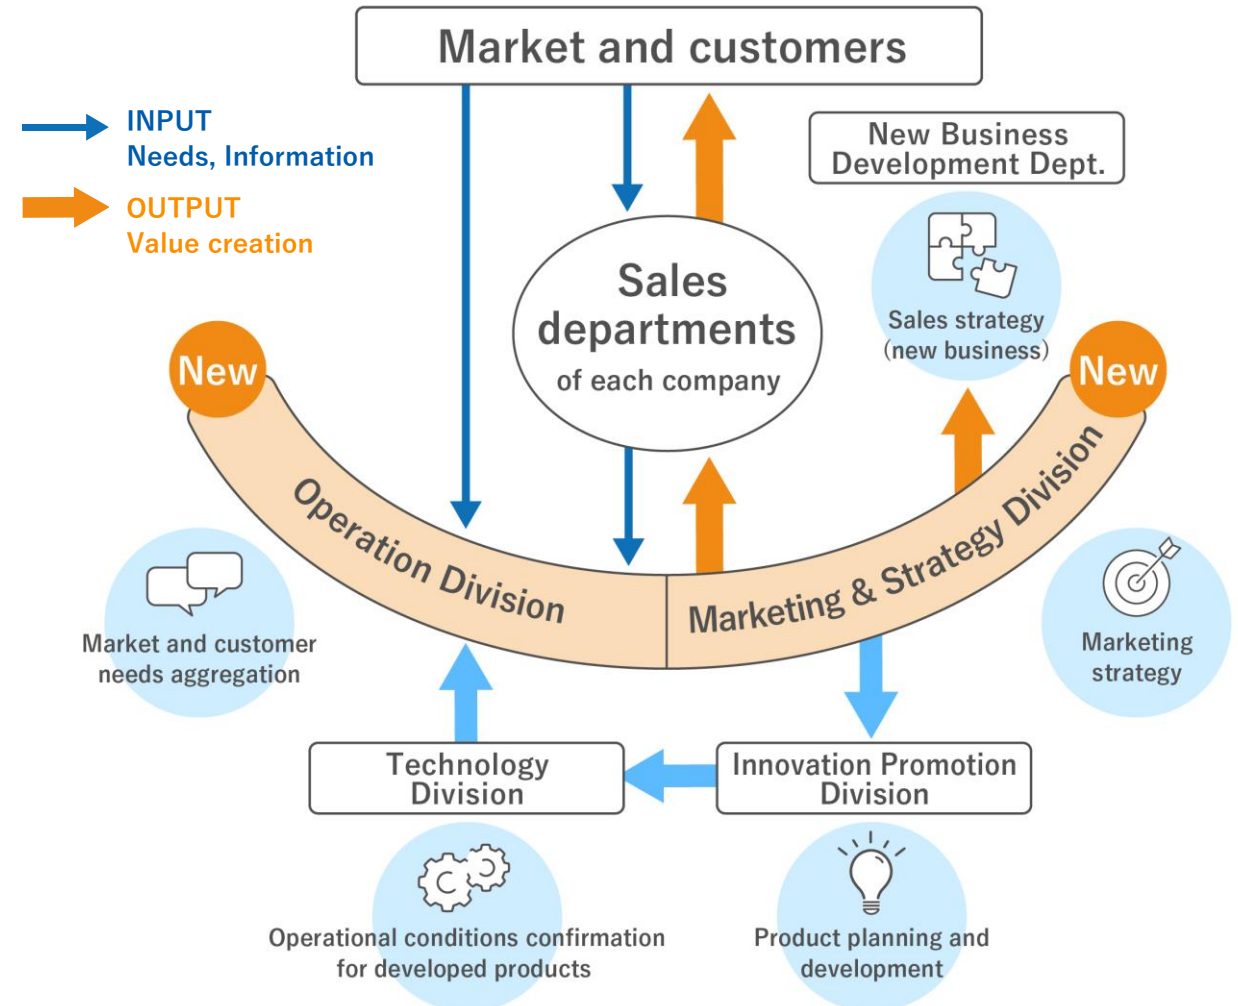 Market and customers
INPUT
Needs, Information
OUTPUT
Value creation
New Business
Development Dept.
Sales strategy
(new business)
Sales
departments
of each company
New
New
Operation Division
Marketing & Strategy Division
Market and customer
needs aggregation
Marketing
strategy
Technology
Division
Innovation Promotion
Division
Operational conditions confirmation
for developed products
Product planning and
development